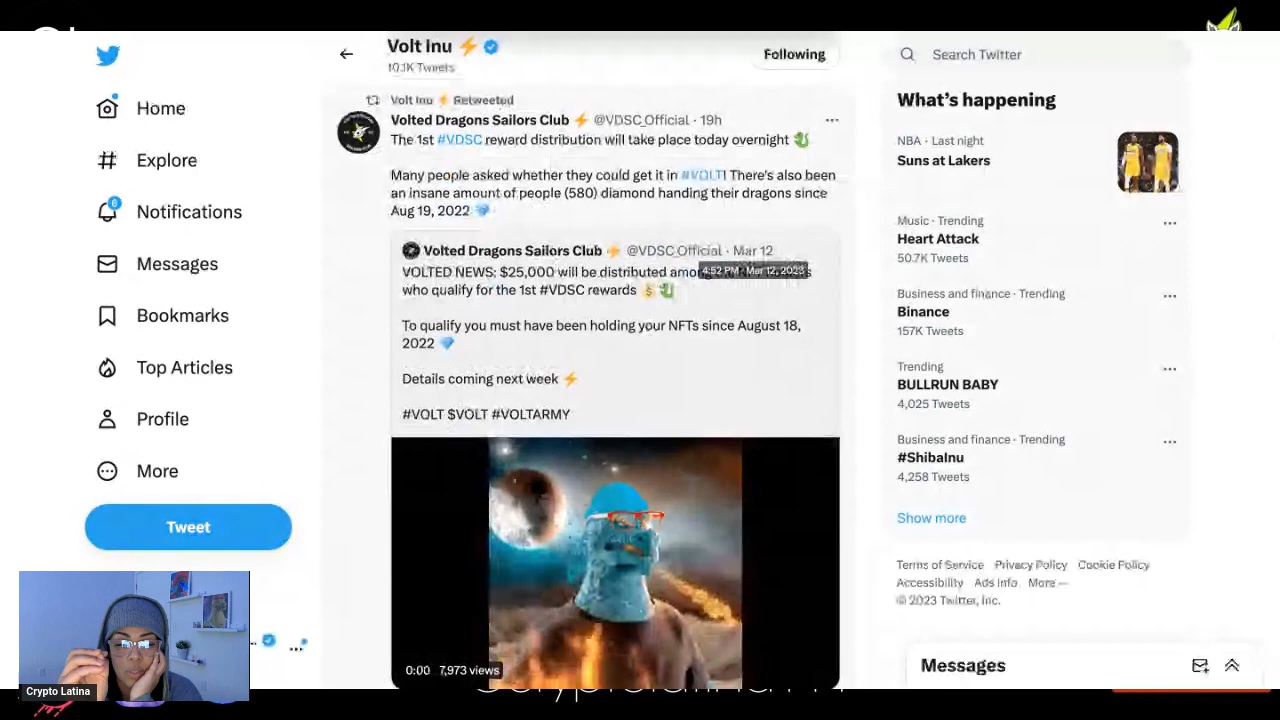 Home
Explore
6
Notifications
Messages
Bookmarks
Top Articles
Profile
More
Tweet
Crypto Latina
Volt Inu ⚡
10.1K Tweets
Following
Volt Inu ⚡ Retweeted
Volted Dragons Sailors Club ⚡ @VDSC_Official · 19h
The 1st #VDSC reward distribution will take place today overnight 🐉
Many people asked whether they could get it in #VOLT! There's also been
an insane amount of people (580) diamond handing their dragons since
Aug 19, 2022 💎
Volted Dragons Sailors Club ⚡ @VDSC_Official · Mar 12
VOLTED NEWS: $25,000 will be distributed among
4:52 PM · Mar 12, 2023
who qualify for the 1st #VDSC rewards 💰🐉
To qualify you must have been holding your NFTs since August 18,
2022 💎
Details coming next week ⚡
#VOLT $VOLT #VOLTARMY
0:00 7,973 views
Search Twitter
What's happening
NBA · Last night
Suns at Lakers
Music · Trending
Heart Attack
50.7K Tweets
Business and finance · Trending
Binance
157K Tweets
Trending
BULLRUN BABY
4,025 Tweets
Business and finance · Trending
#ShibaInu
4,258 Tweets
Show more
Terms of Service Privacy Policy Cookie Policy
Accessibility Ads info More ···
© 2023 Twitter, Inc.
Messages